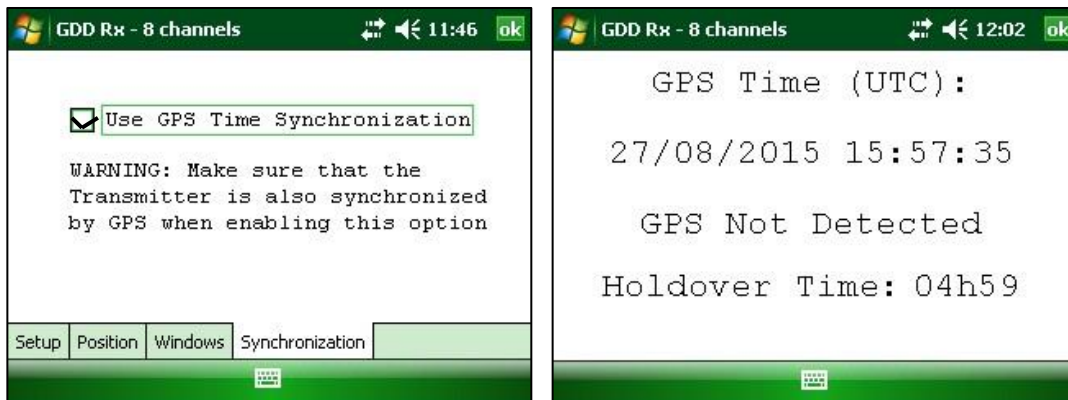 GDD Rx - 8 channels 11:46 ok
Use GPS Time Synchronization
WARNING: Make sure that the
Transmitter is also synchronized
by GPS when enabling this option
Setup Position Windows Synchronization
GDD Rx - 8 channels 12:02 ok
GPS Time (UTC):
27/08/2015 15:57:35
GPS Not Detected
Holdover Time: 04h59